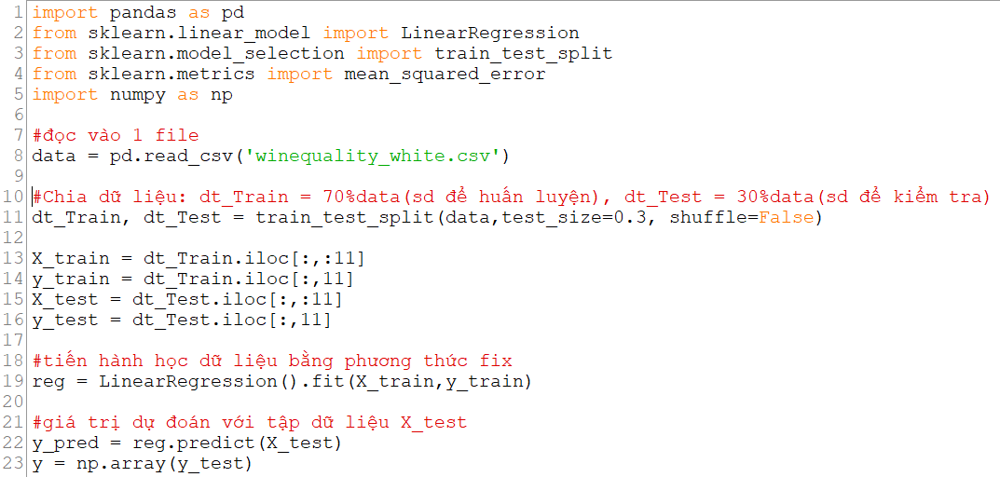 1 import pandas as pd
2 from sklearn.linear_model import LinearRegression
3 from sklearn.model_selection import train_test_split
4 from sklearn.metrics import mean_squared_error
5 import numpy as np
6
7 #đọc vào 1 file
8 data = pd.read_csv('winequality_white.csv')
9
10 #Chia dữ liệu: dt_Train = 70%data(sd để huấn luyện), dt_Test = 30%data(sd để kiểm tra)
11 dt_Train, dt_Test = train_test_split(data,test_size=0.3, shuffle=False)
12
13 X_train = dt_Train.iloc[:,:11]
14 y_train = dt_Train.iloc[:,11]
15 X_test = dt_Test.iloc[:,:11]
16 y_test = dt_Test.iloc[:,11]
17
18 #tiến hành học dữ liệu bằng phương thức fix
19 reg = LinearRegression().fit(X_train,y_train)
20
21 #giá trị dự đoán với tập dữ liệu X_test
22 y_pred = reg.predict(X_test)
23 y = np.array(y_test)